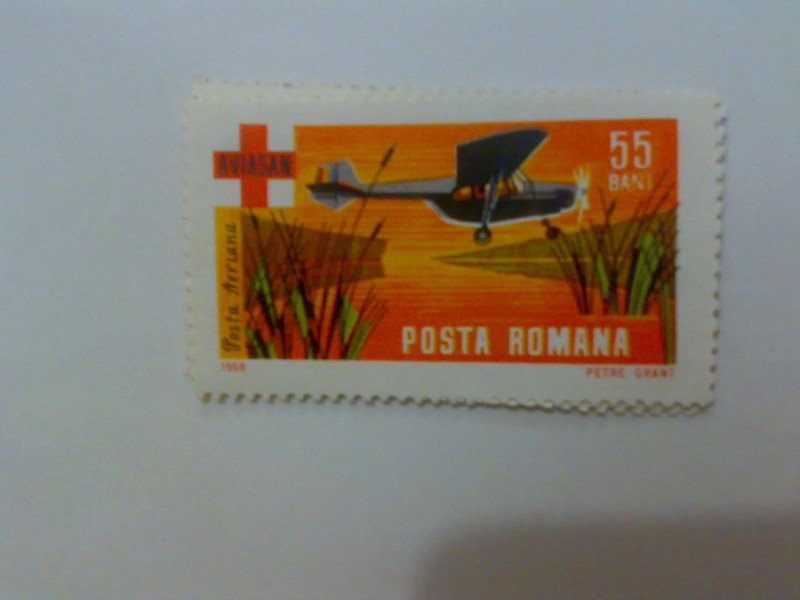 AVIASAN
55
BANI
Posta Aeriana
POSTA ROMANA
1968
PETRE GRANT